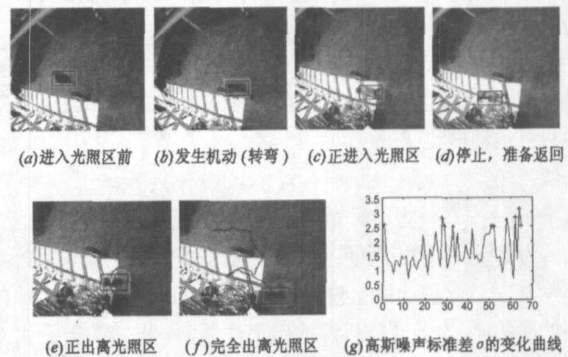 (a)进入光照区前 (b)发生机动(转弯) (c)正进入光照区 (d)停止，准备返回
3.5
3
2.5
2
1.5
1
0.5
0
0 10 20 30 40 50 60 70
(e)正出离光照区 (f)完全出离光照区 (g)高斯噪声标准差σ的变化曲线